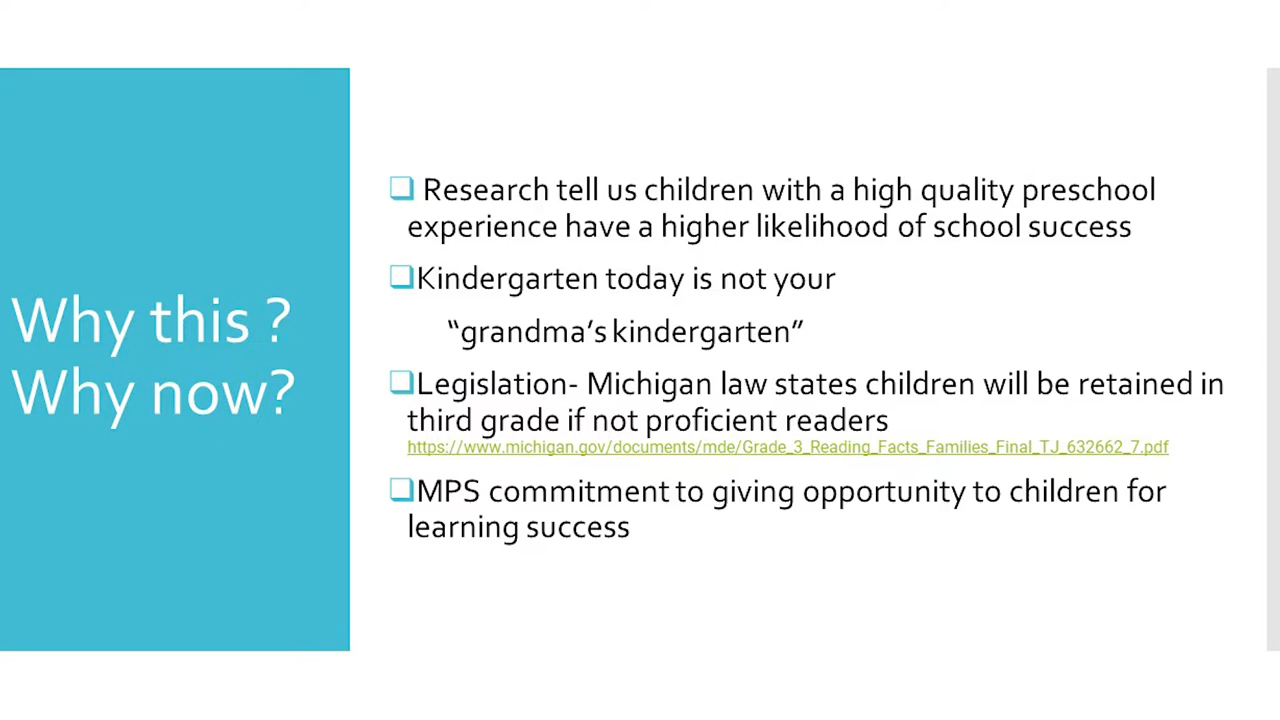 Why this ?
Why now?
❑ Research tell us children with a high quality preschool
experience have a higher likelihood of school success
❑Kindergarten today is not your
“grandma’s kindergarten”
❑Legislation- Michigan law states children will be retained in
third grade if not proficient readers
https://www.michigan.gov/documents/mde/Grade_3_Reading_Facts_Families_Final_TJ_632662_7.pdf
❑MPS commitment to giving opportunity to children for
learning success